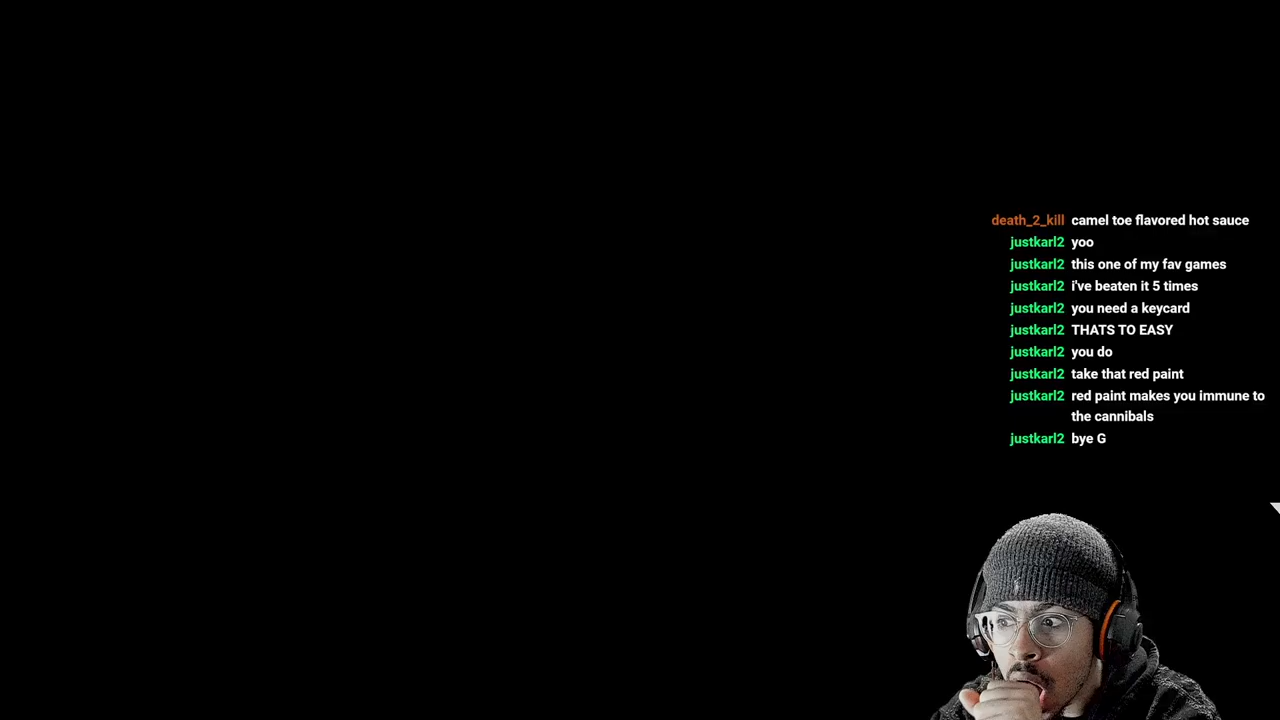 death_2_kill camel toe flavored hot sauce
justkarl2 yoo
justkarl2 this one of my fav games
justkarl2 i've beaten it 5 times
justkarl2 you need a keycard
justkarl2 THATS TO EASY
justkarl2 you do
justkarl2 take that red paint
justkarl2 red paint makes you immune to
the cannibals
justkarl2 bye G